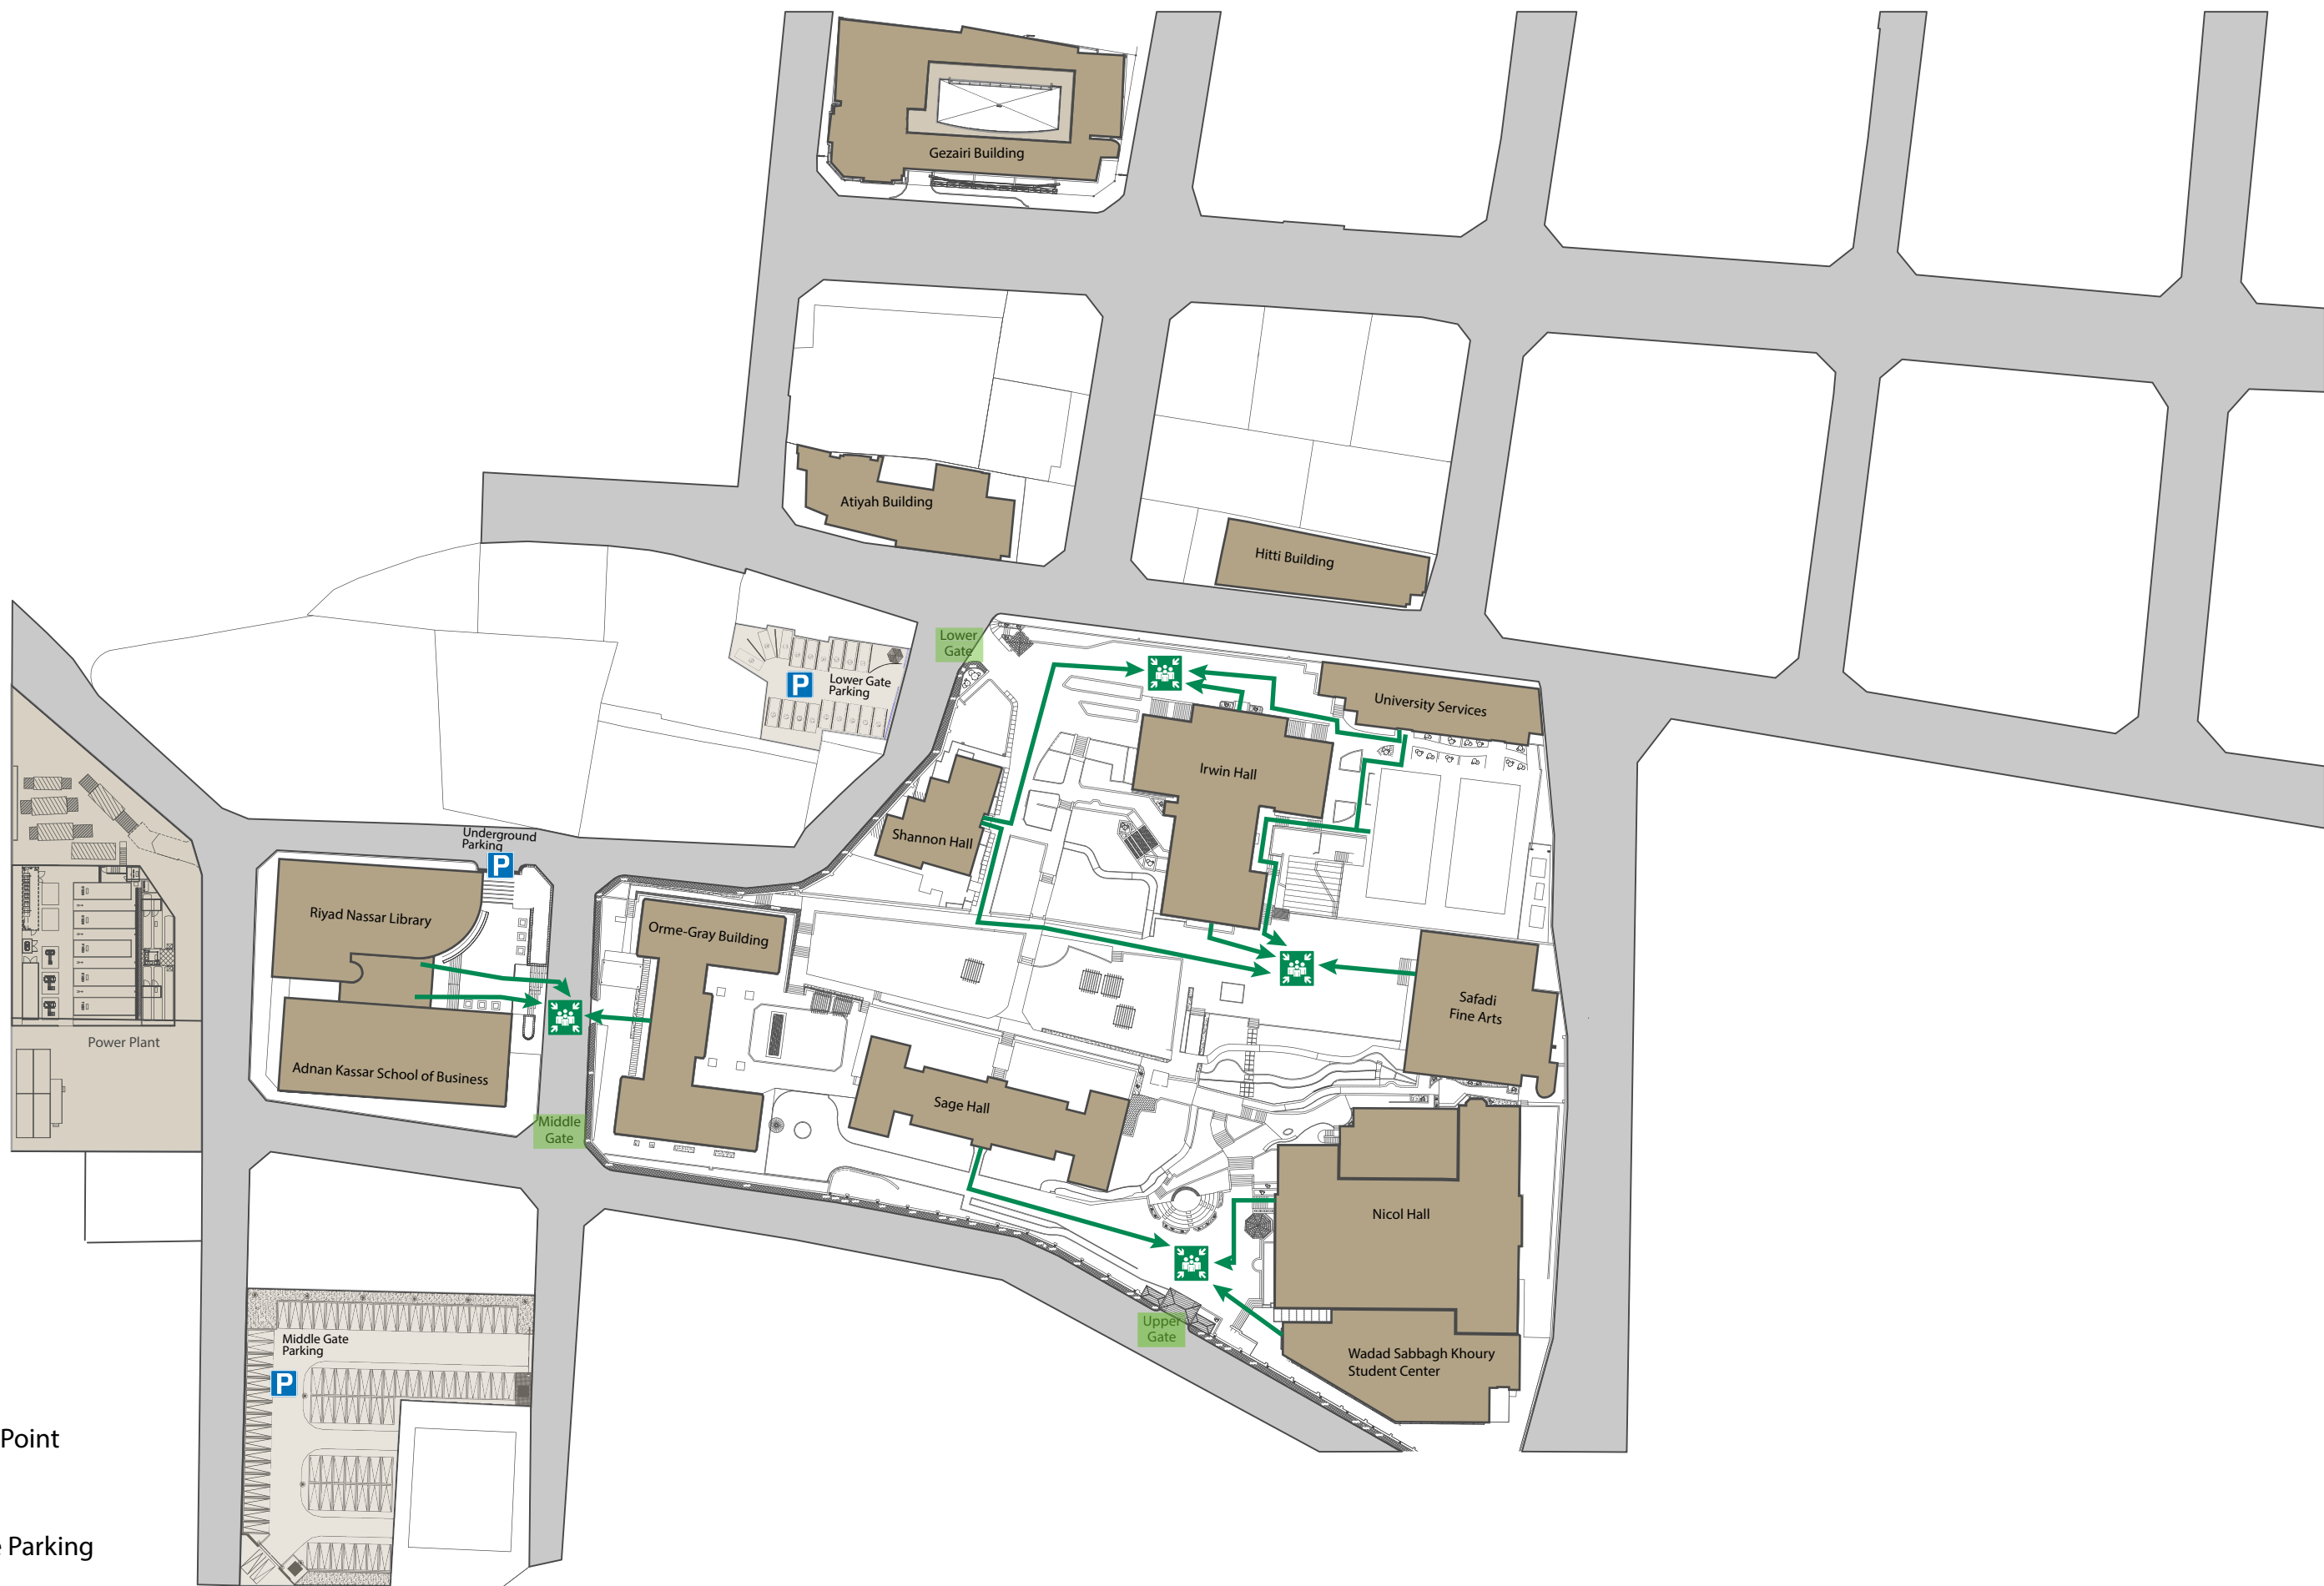 Gezairi Building
Atiyah Building
Hitti Building
Lower
Gate
P
Lower Gate
Parking
University Services
Irwin Hall
Shannon Hall
Underground
Parking
P
Riyad Nassar Library
Orme-Gray Building
Safadi
Fine Arts
Power Plant
Adnan Kassar School of Business
Sage Hall
Middle
Gate
Nicol Hall
Upper
Gate
Middle Gate
Parking
P
Wadad Sabbagh Khoury
Student Center
Point
Parking